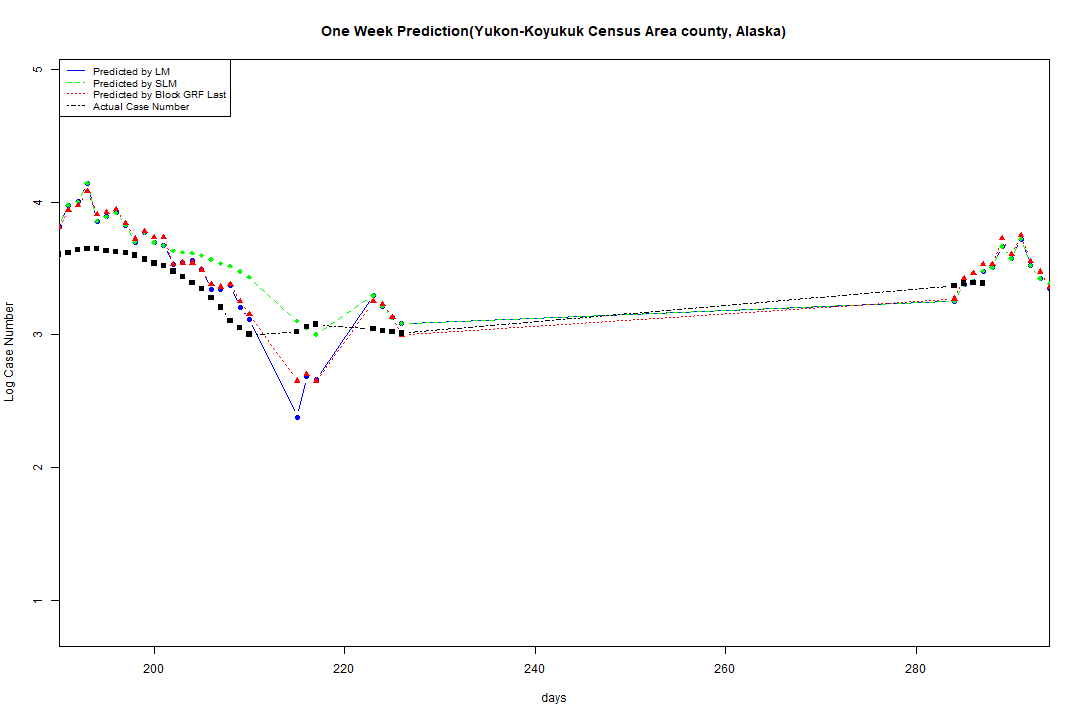 One Week Prediction(Yukon-Koyukuk Census Area county, Alaska)
Predicted by LM
Predicted by SLM
Predicted by Block GRF Last
Actual Case Number
5
4
3
2
1
Log Case Number
200
220
240
260
280
days